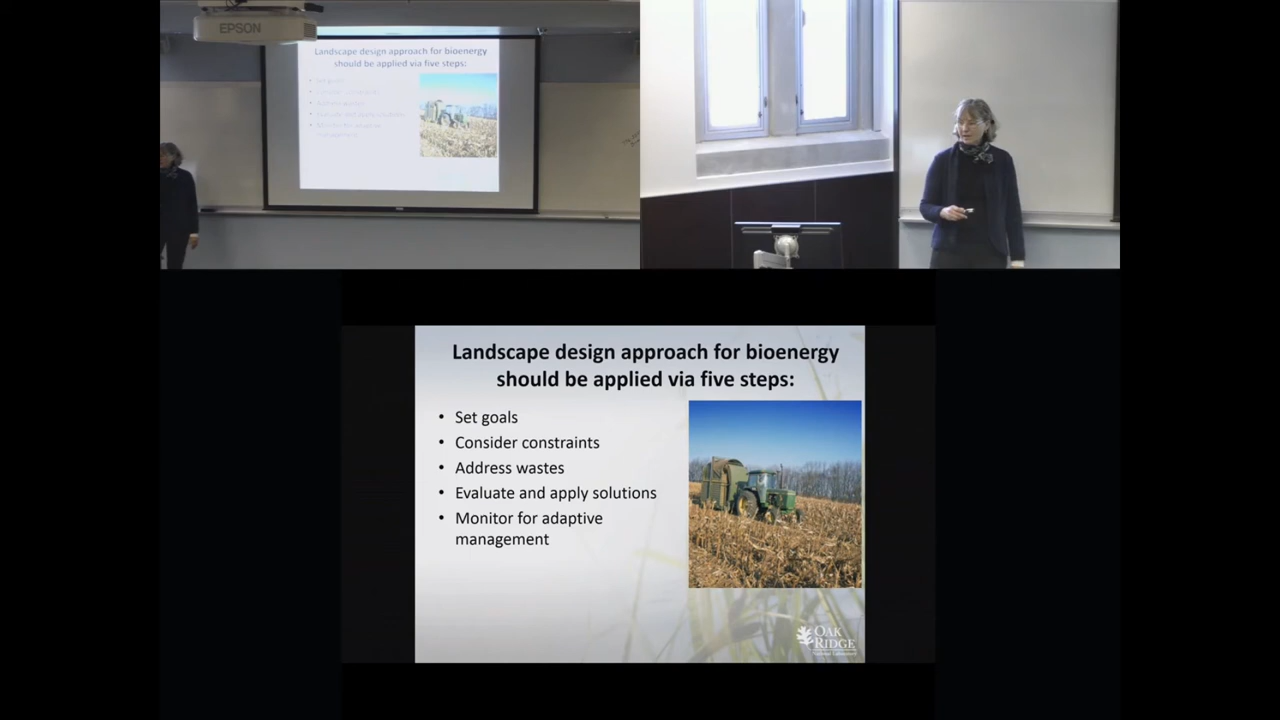 EPSON
Landscape design approach for bioenergy
should be applied via five steps:
Landscape design approach for bioenergy
should be applied via five steps:
• Set goals
• Consider constraints
• Address wastes
• Evaluate and apply solutions
• Monitor for adaptive
management
OAK
RIDGE
National Laboratory